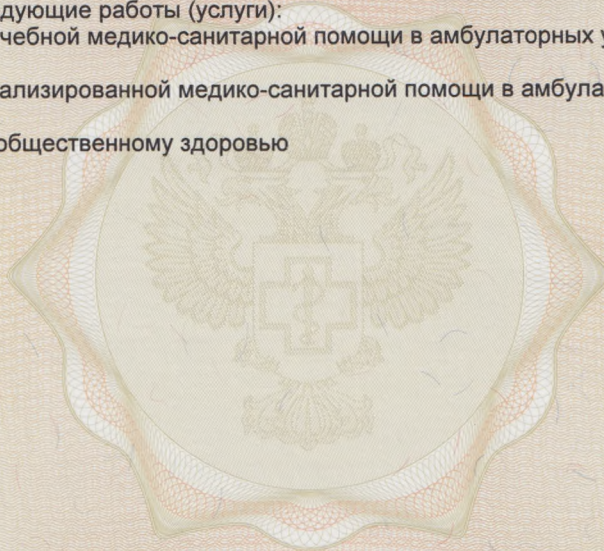 дующие работы (услуги):
чебной медико-санитарной помощи в амбулаторных у
ализированной медико-санитарной помощи в амбула
общественному здоровью